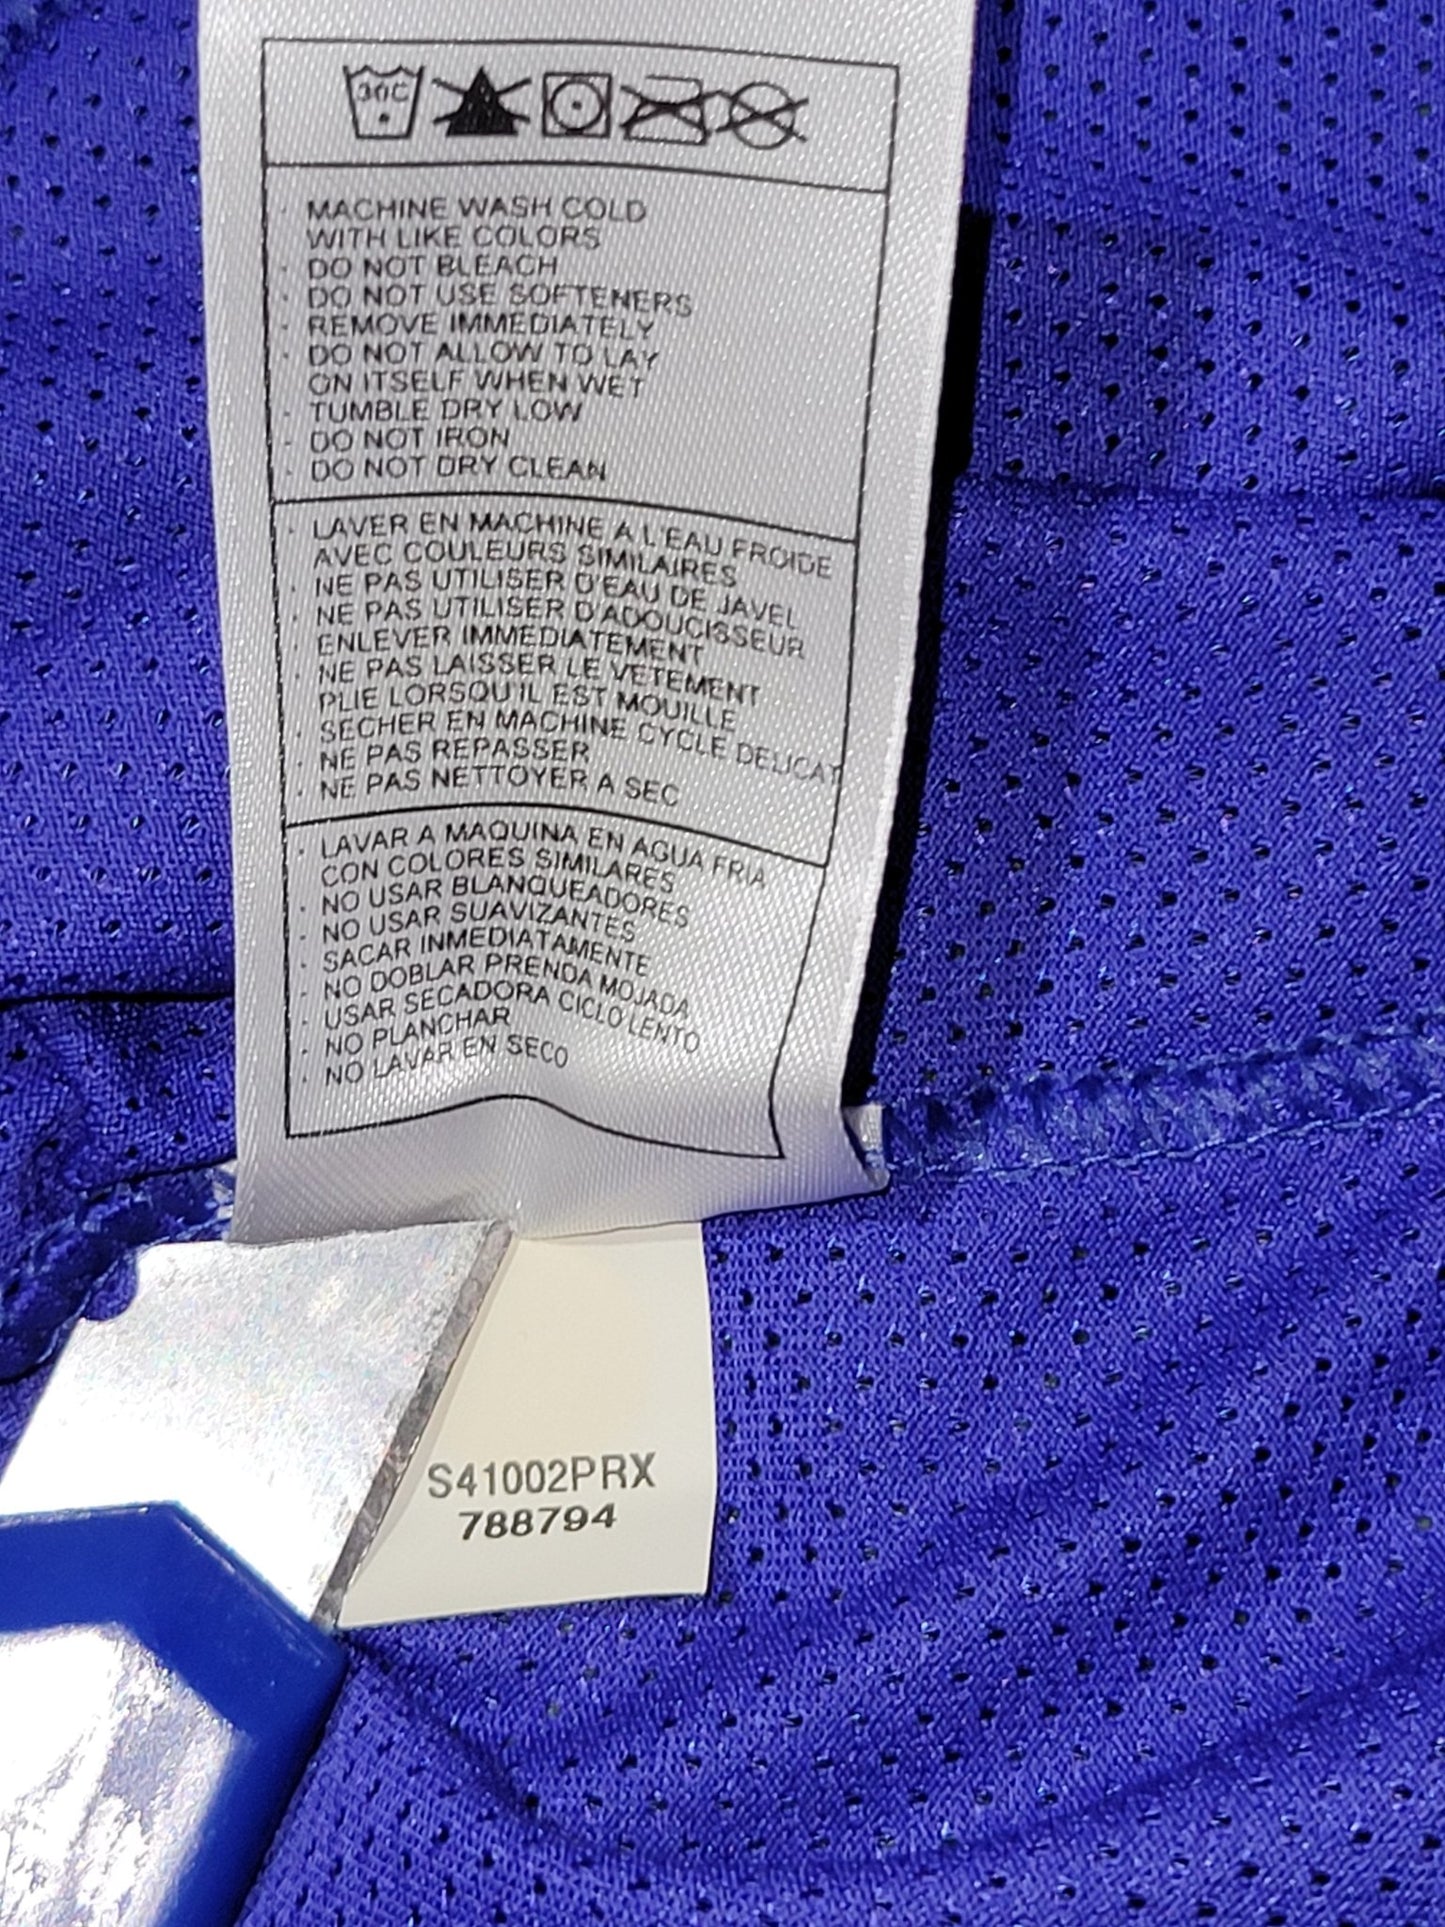 30C
· MACHINE WASH COLD
WITH LIKE COLORS
· DO NOT BLEACH
· DO NOT USE SOFTENERS
· REMOVE IMMEDIATELY
· DO NOT ALLOW TO LAY
ON ITSELF WHEN WET
· TUMBLE DRY LOW
· DO NOT IRON
· DO NOT DRY CLEAN
· LAVER EN MACHINE A L'EAU FROIDE
AVEC COULEURS SIMILAIRES
· NE PAS UTILISER D'EAU DE JAVEL
· NE PAS UTILISER D'ADOUCISSEUR
· ENLEVER IMMEDIATEMENT
· NE PAS LAISSER LE VETEMENT
PLIE LORSQU'IL EST MOUILLE
· SECHER EN MACHINE CYCLE DELICAT
· NE PAS REPASSER
· NE PAS NETTOYER A SEC
· LAVAR A MAQUINA EN AGUA FRIA
CON COLORES SIMILARES
· NO USAR BLANQUEADORES
· NO USAR SUAVIZANTES
· SACAR INMEDIATAMENTE
· NO DOBLAR PRENDA MOJADA
· USAR SECADORA CICLO LENTO
· NO PLANCHAR
· NO LAVAR EN SECO
S41002PRX
788794